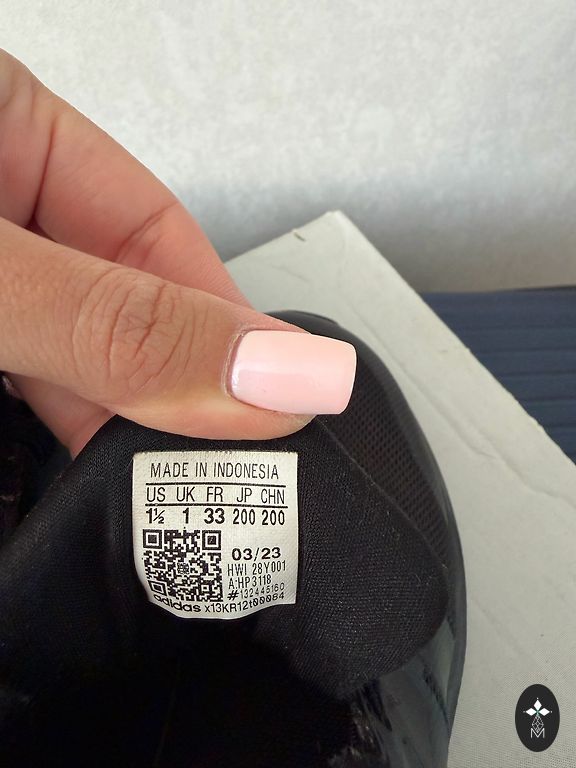 MADE IN INDONESIA
US UK FR JP CHN
1½ 1 33 200 200
03/23
HWI 28Y001
A:HP3118
#132445160
adidas x13KR12t000B4
M